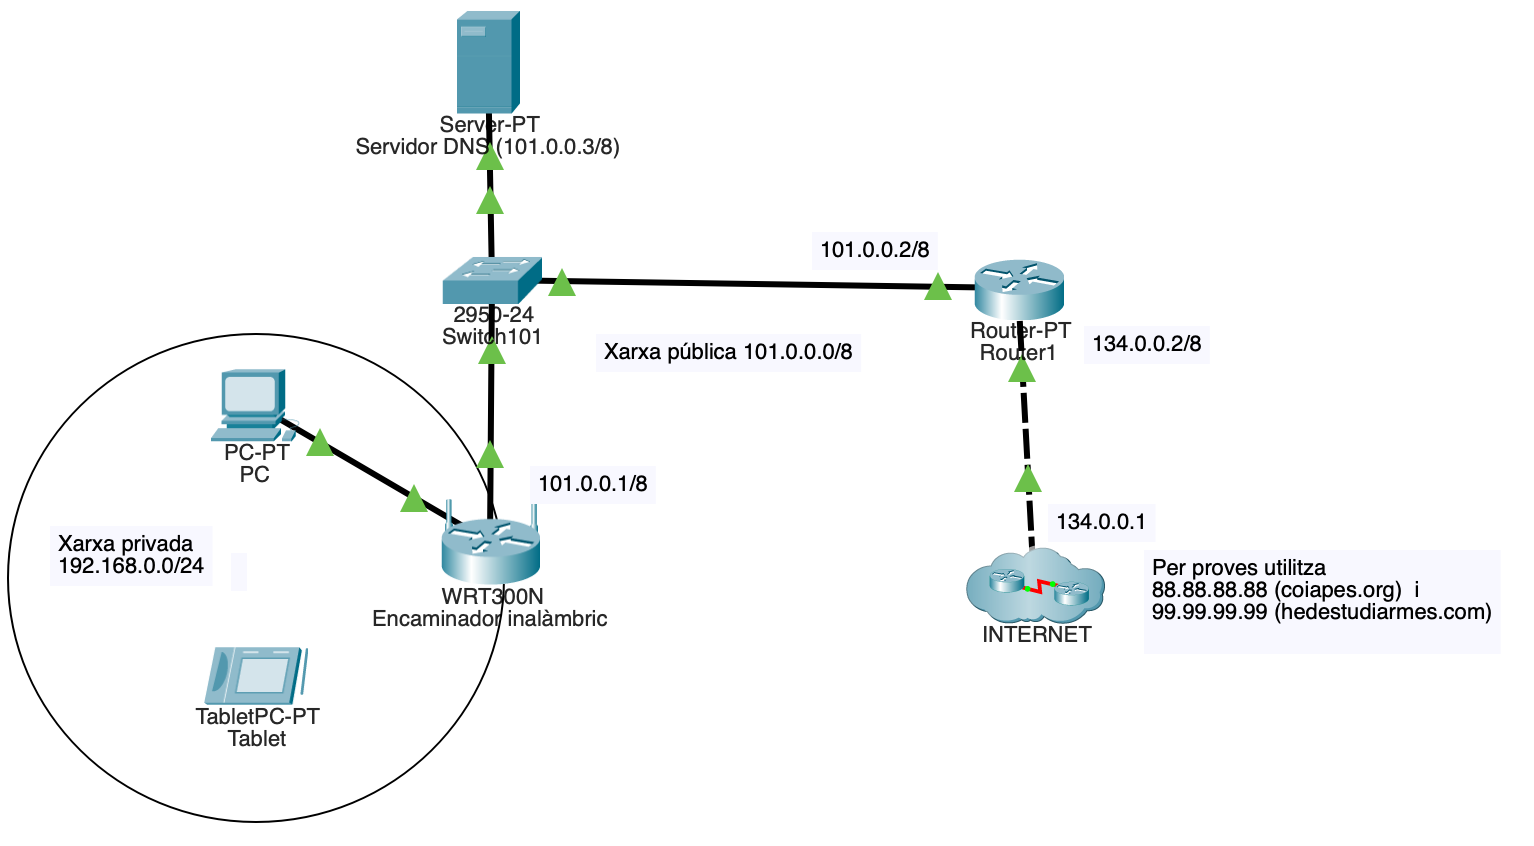 Server-PT
Servidor DNS (101.0.0.3/8)
101.0.0.2/8
2950-24
Switch101
Router-PT
Router1
134.0.0.2/8
Xarxa pública 101.0.0.0/8
PC-PT
PC
101.0.0.1/8
134.0.0.1
Xarxa privada
192.168.0.0/24
WRT300N
Encaminador inalàmbric
Per proves utilitza
88.88.88.88 (coiapes.org) i
99.99.99.99 (hedestudiarmes.com)
INTERNET
TabletPC-PT
Tablet